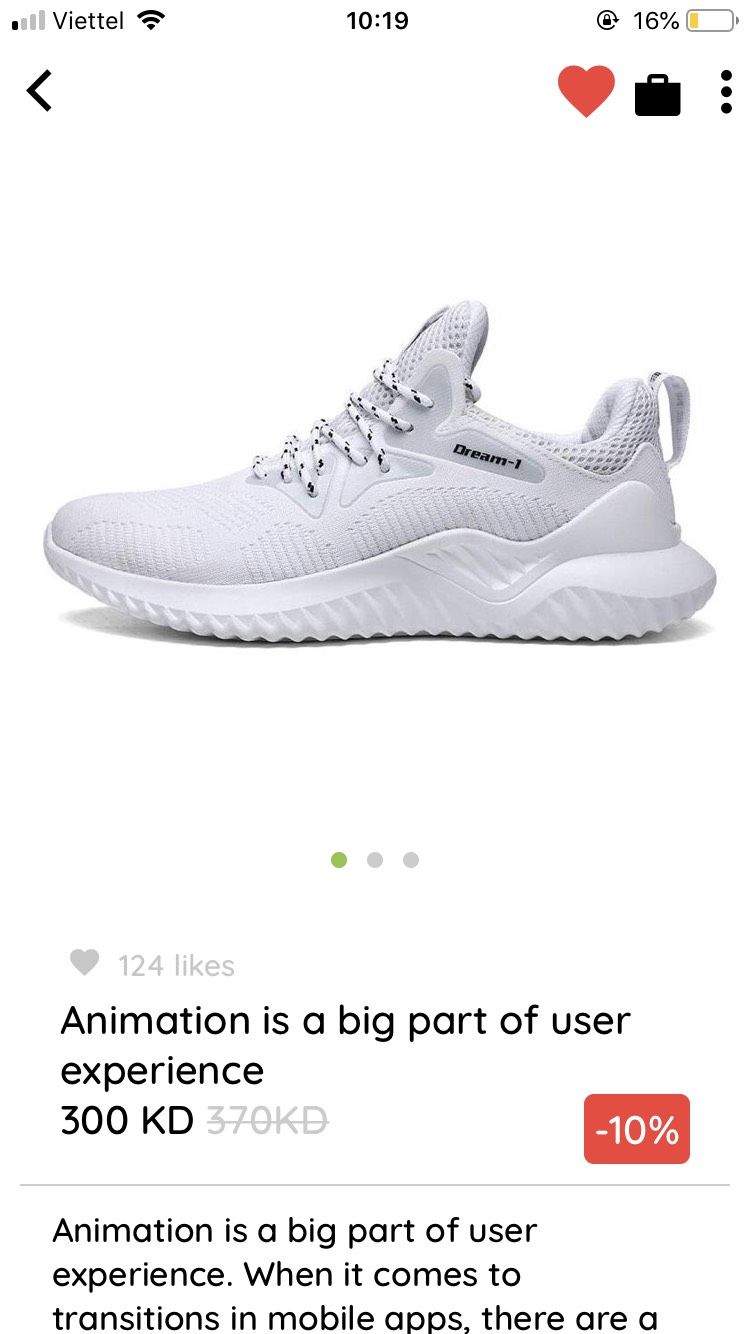 Viettel 10:19 16%
Dream-1
124 likes
Animation is a big part of user
experience
300 KD 370KD
-10%
Animation is a big part of user
experience. When it comes to
transitions in mobile apps, there are a